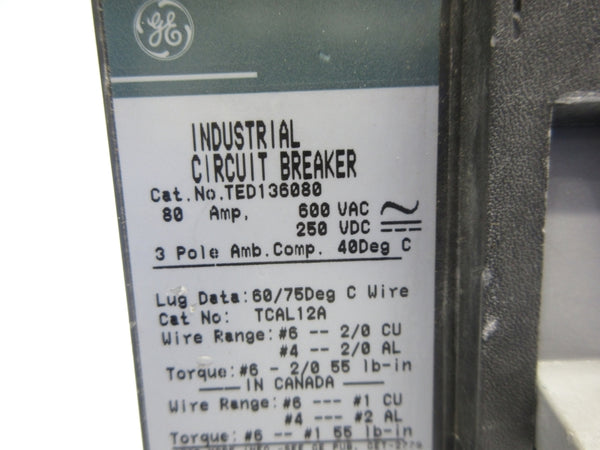 GE
INDUSTRIAL
CIRCUIT BREAKER
Cat.No.TED136080
80 Amp, 600 VAC
250 VDC
3 Pole Amb.Comp. 40Deg C
Lug Data:60/75Deg C Wire
Cat No: TCAL12A
Wire Range:#6 -- 2/0 CU
#4 -- 2/0 AL
Torque:#6 - 2/0 55 lb-in
IN CANADA
Wire Range:#6 --- #1 CU
#4 --- #2 AL
Torque:#6 -- #1 55 lb-in